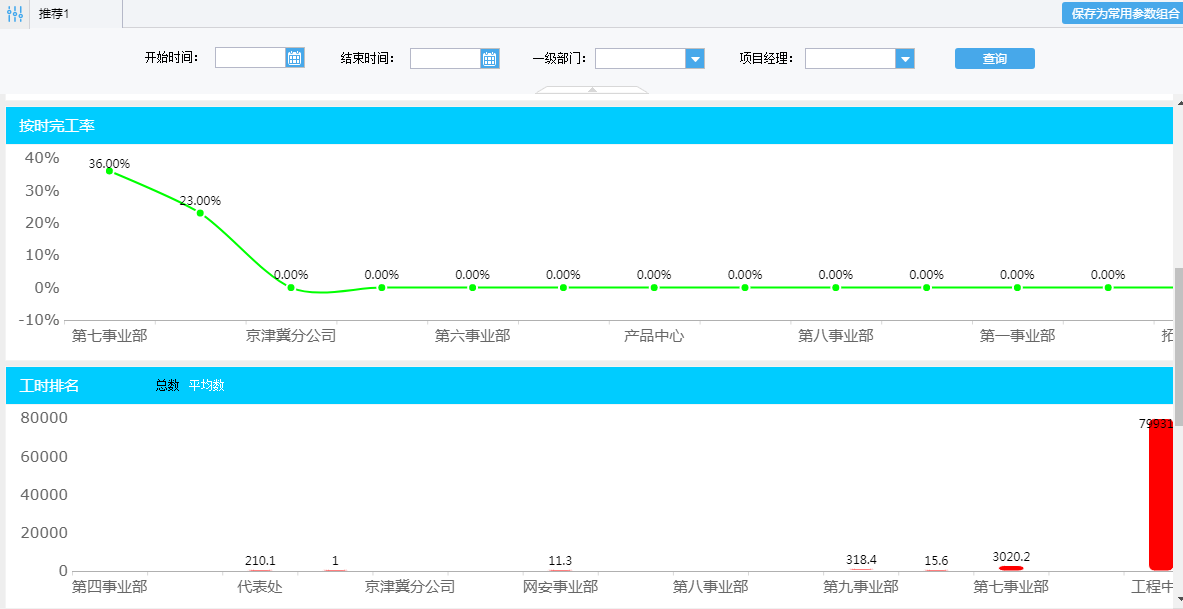 推荐1
保存为常用参数组合
开始时间：
结束时间：
一级部门：
项目经理：
查询
按时完工率
40%
30%
20%
10%
0%
-10%
36.00%
23.00%
0.00% 0.00% 0.00% 0.00% 0.00% 0.00% 0.00% 0.00% 0.00% 0.00%
第七事业部 京津冀分公司 第六事业部 产品中心 第八事业部 第一事业部
工时排名 总数 平均数
80000
60000
40000
20000
0
210.1 1 11.3 318.4 15.6 3020.2 79931
第四事业部 代表处 京津冀分公司 网安事业部 第八事业部 第九事业部 第七事业部 工程中